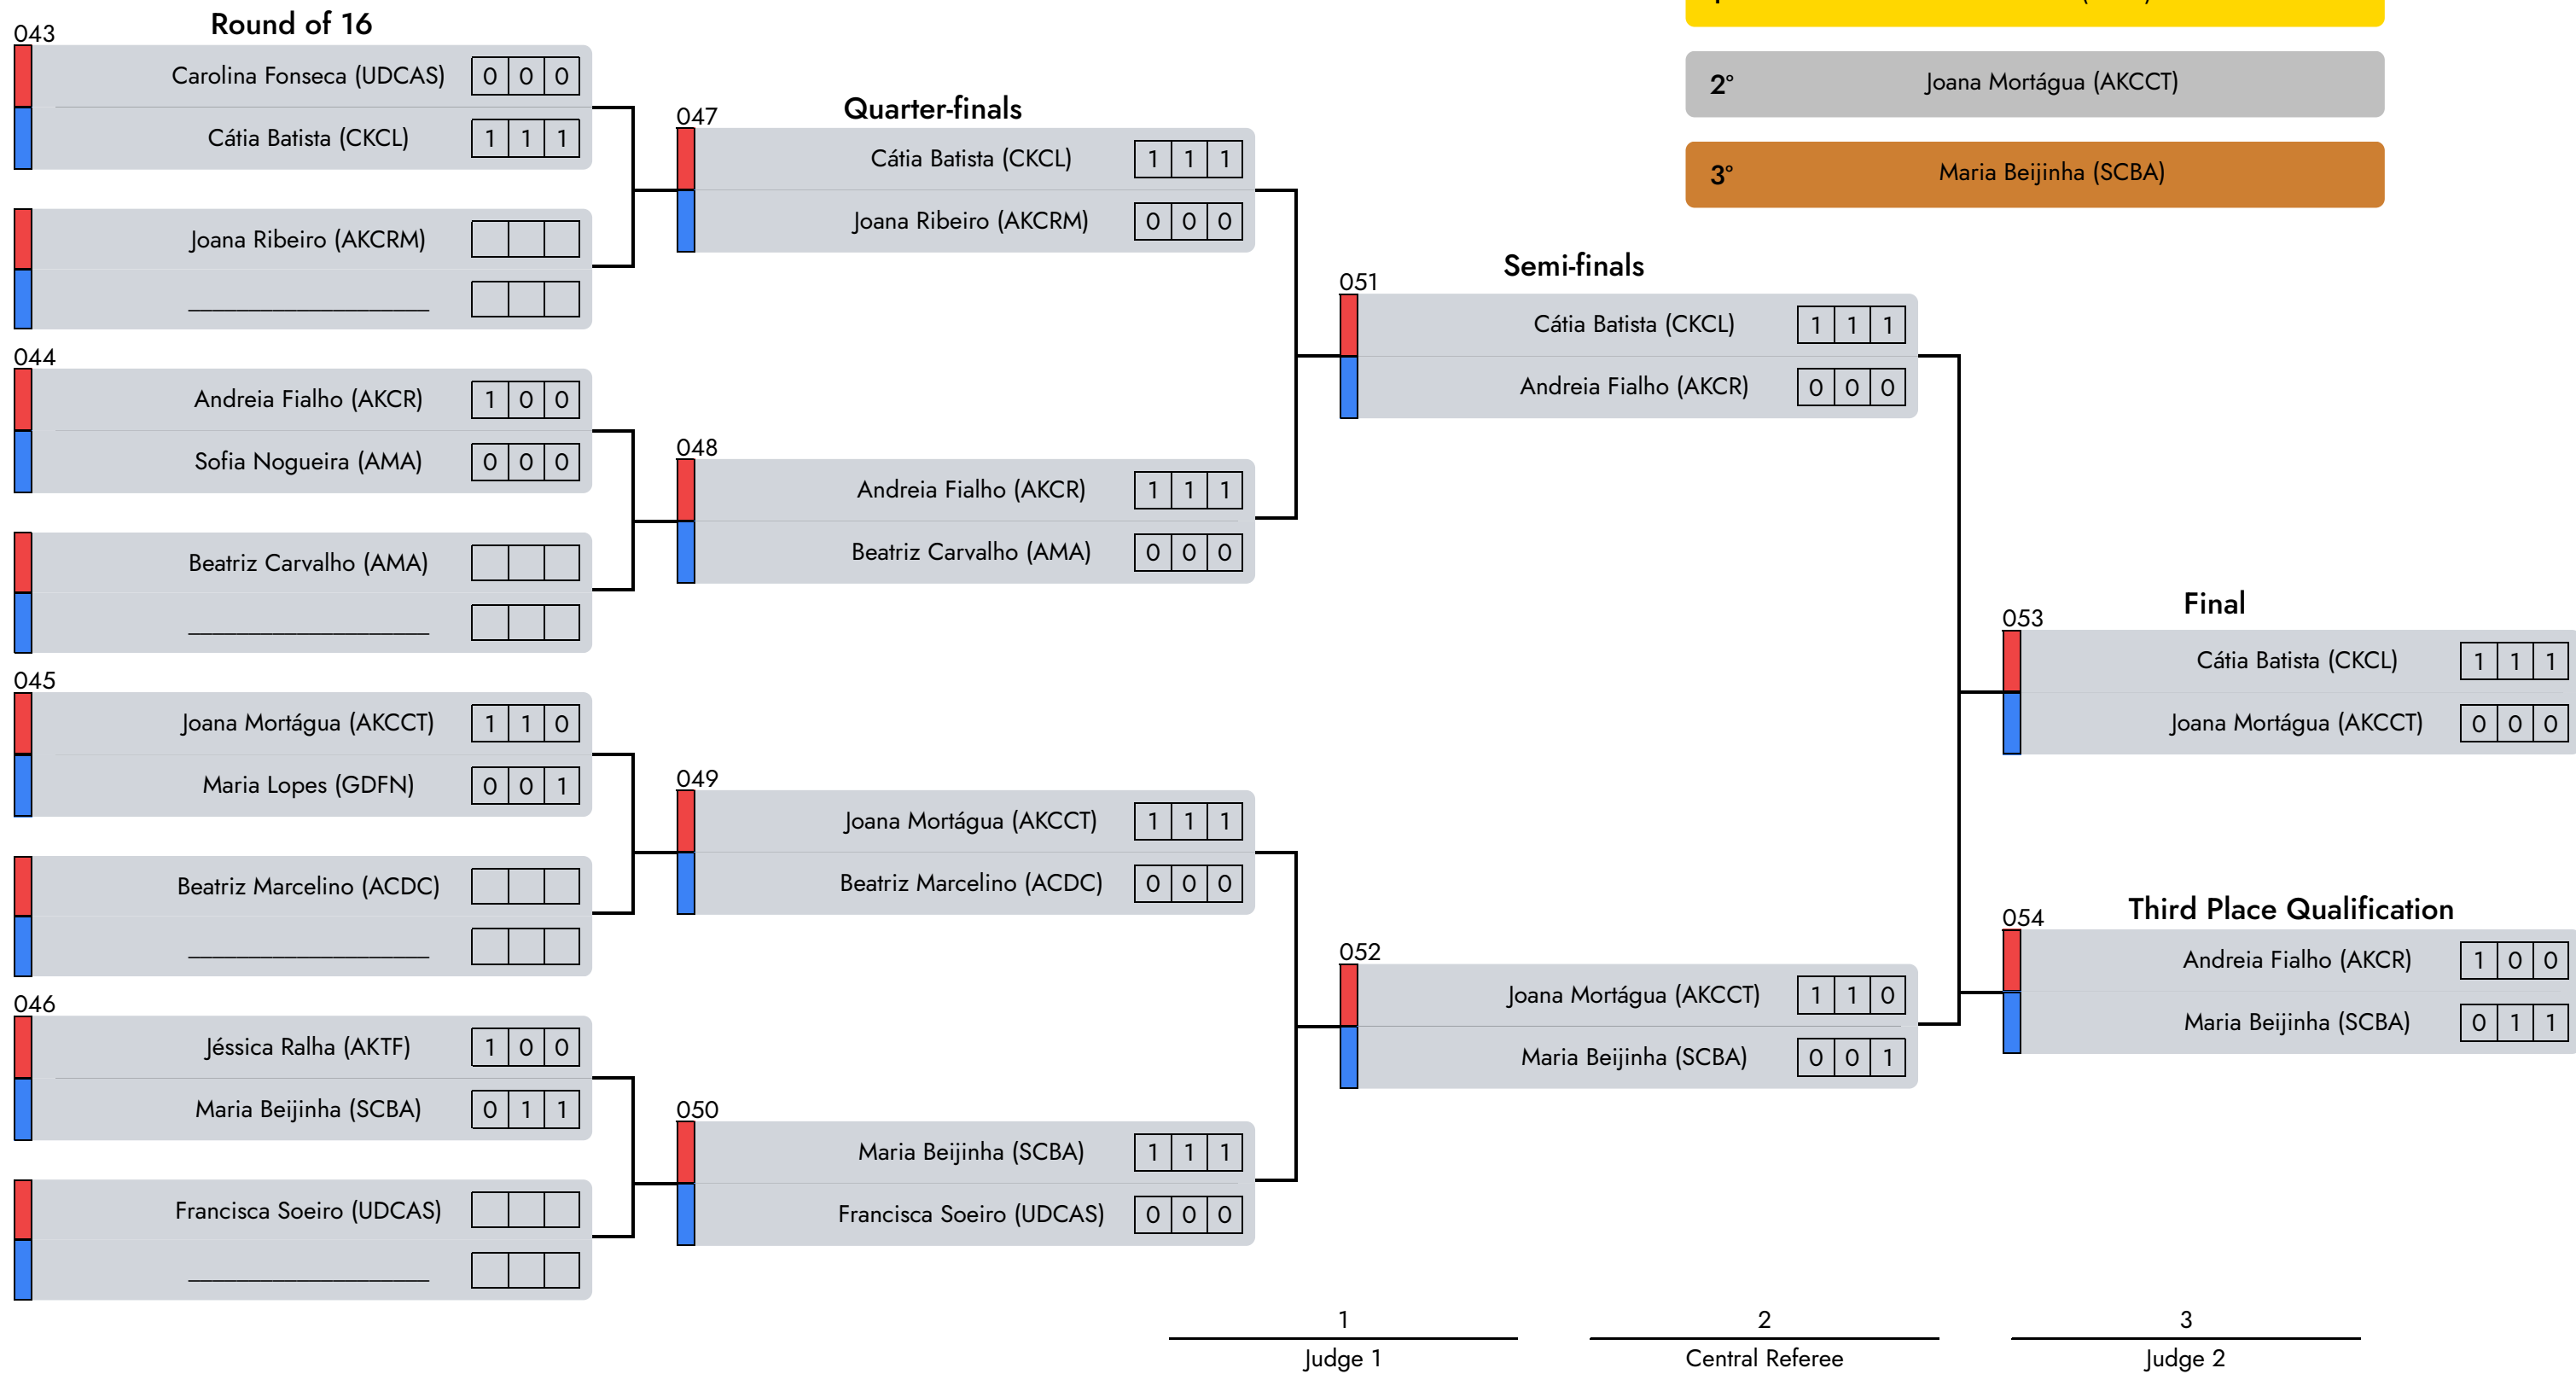 Round of 16
043
Carolina Fonseca (UDCAS) 0 0 0
Cátia Batista (CKCL) 1 1 1
Joana Ribeiro (AKCRM)
____________________
044
Andreia Fialho (AKCR) 1 0 0
Sofia Nogueira (AMA) 0 0 0
Beatriz Carvalho (AMA)
____________________
045
Joana Mortágua (AKCCT) 1 1 0
Maria Lopes (GDFN) 0 0 1
Beatriz Marcelino (ACDC)
____________________
046
Jéssica Ralha (AKTF) 1 0 0
Maria Beijinha (SCBA) 0 1 1
Francisca Soeiro (UDCAS)
____________________
Quarter-finals
047
Cátia Batista (CKCL) 1 1 1
Joana Ribeiro (AKCRM) 0 0 0
048
Andreia Fialho (AKCR) 1 1 1
Beatriz Carvalho (AMA) 0 0 0
049
Joana Mortágua (AKCCT) 1 1 1
Beatriz Marcelino (ACDC) 0 0 0
050
Maria Beijinha (SCBA) 1 1 1
Francisca Soeiro (UDCAS) 0 0 0
2° Joana Mortágua (AKCCT)
3° Maria Beijinha (SCBA)
Semi-finals
051
Cátia Batista (CKCL) 1 1 1
Andreia Fialho (AKCR) 0 0 0
052
Joana Mortágua (AKCCT) 1 1 0
Maria Beijinha (SCBA) 0 0 1
Final
053
Cátia Batista (CKCL) 1 1 1
Joana Mortágua (AKCCT) 0 0 0
Third Place Qualification
054
Andreia Fialho (AKCR) 1 0 0
Maria Beijinha (SCBA) 0 1 1
1 2 3
Judge 1 Central Referee Judge 2